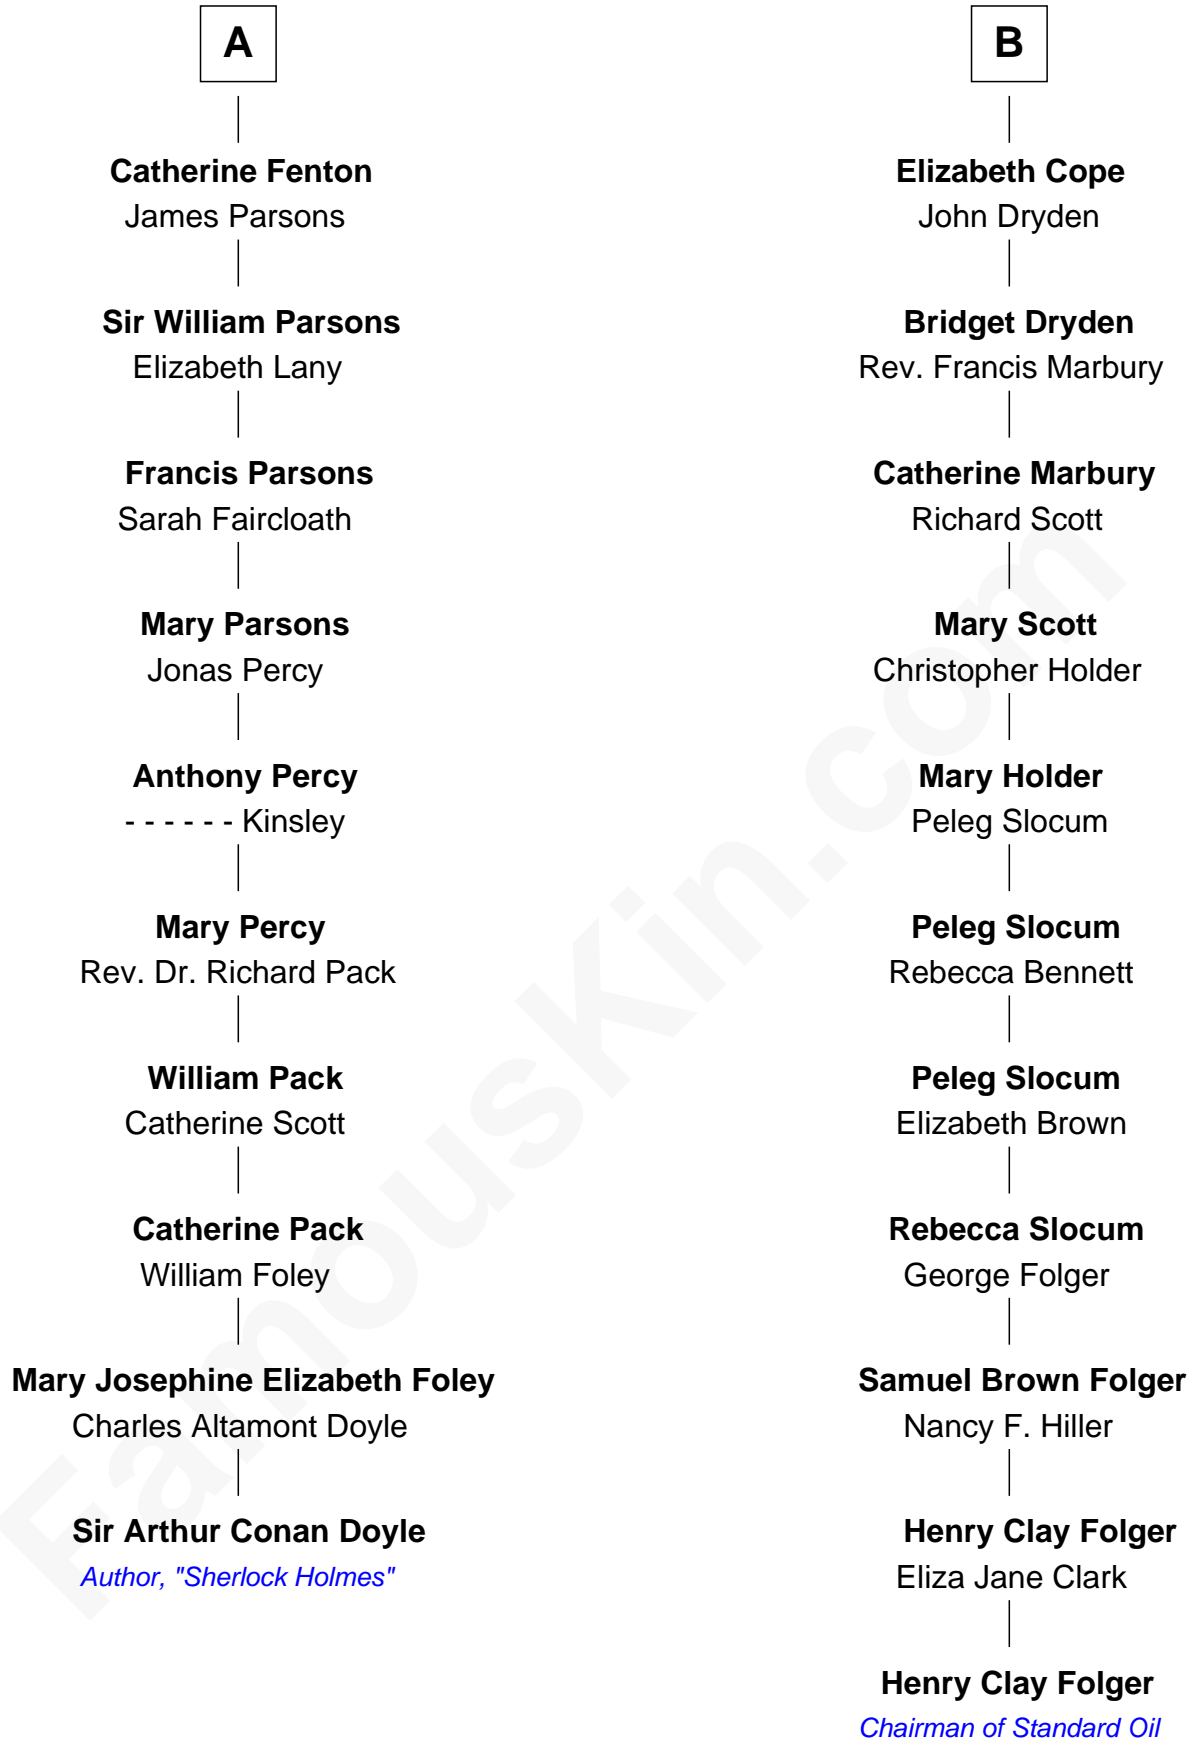 A
Catherine Fenton
James Parsons
Sir William Parsons
Elizabeth Lany
Francis Parsons
Sarah Faircloath
Mary Parsons
Jonas Percy
Anthony Percy
- - - - - - Kinsley
Mary Percy
Rev. Dr. Richard Pack
William Pack
Catherine Scott
Catherine Pack
William Foley
Mary Josephine Elizabeth Foley
Charles Altamont Doyle
Sir Arthur Conan Doyle
Author, "Sherlock Holmes"
B
Elizabeth Cope
John Dryden
Bridget Dryden
Rev. Francis Marbury
Catherine Marbury
Richard Scott
Mary Scott
Christopher Holder
Mary Holder
Peleg Slocum
Peleg Slocum
Rebecca Bennett
Peleg Slocum
Elizabeth Brown
Rebecca Slocum
George Folger
Samuel Brown Folger
Nancy F. Hiller
Henry Clay Folger
Eliza Jane Clark
Henry Clay Folger
Chairman of Standard Oil
FamousKin.com